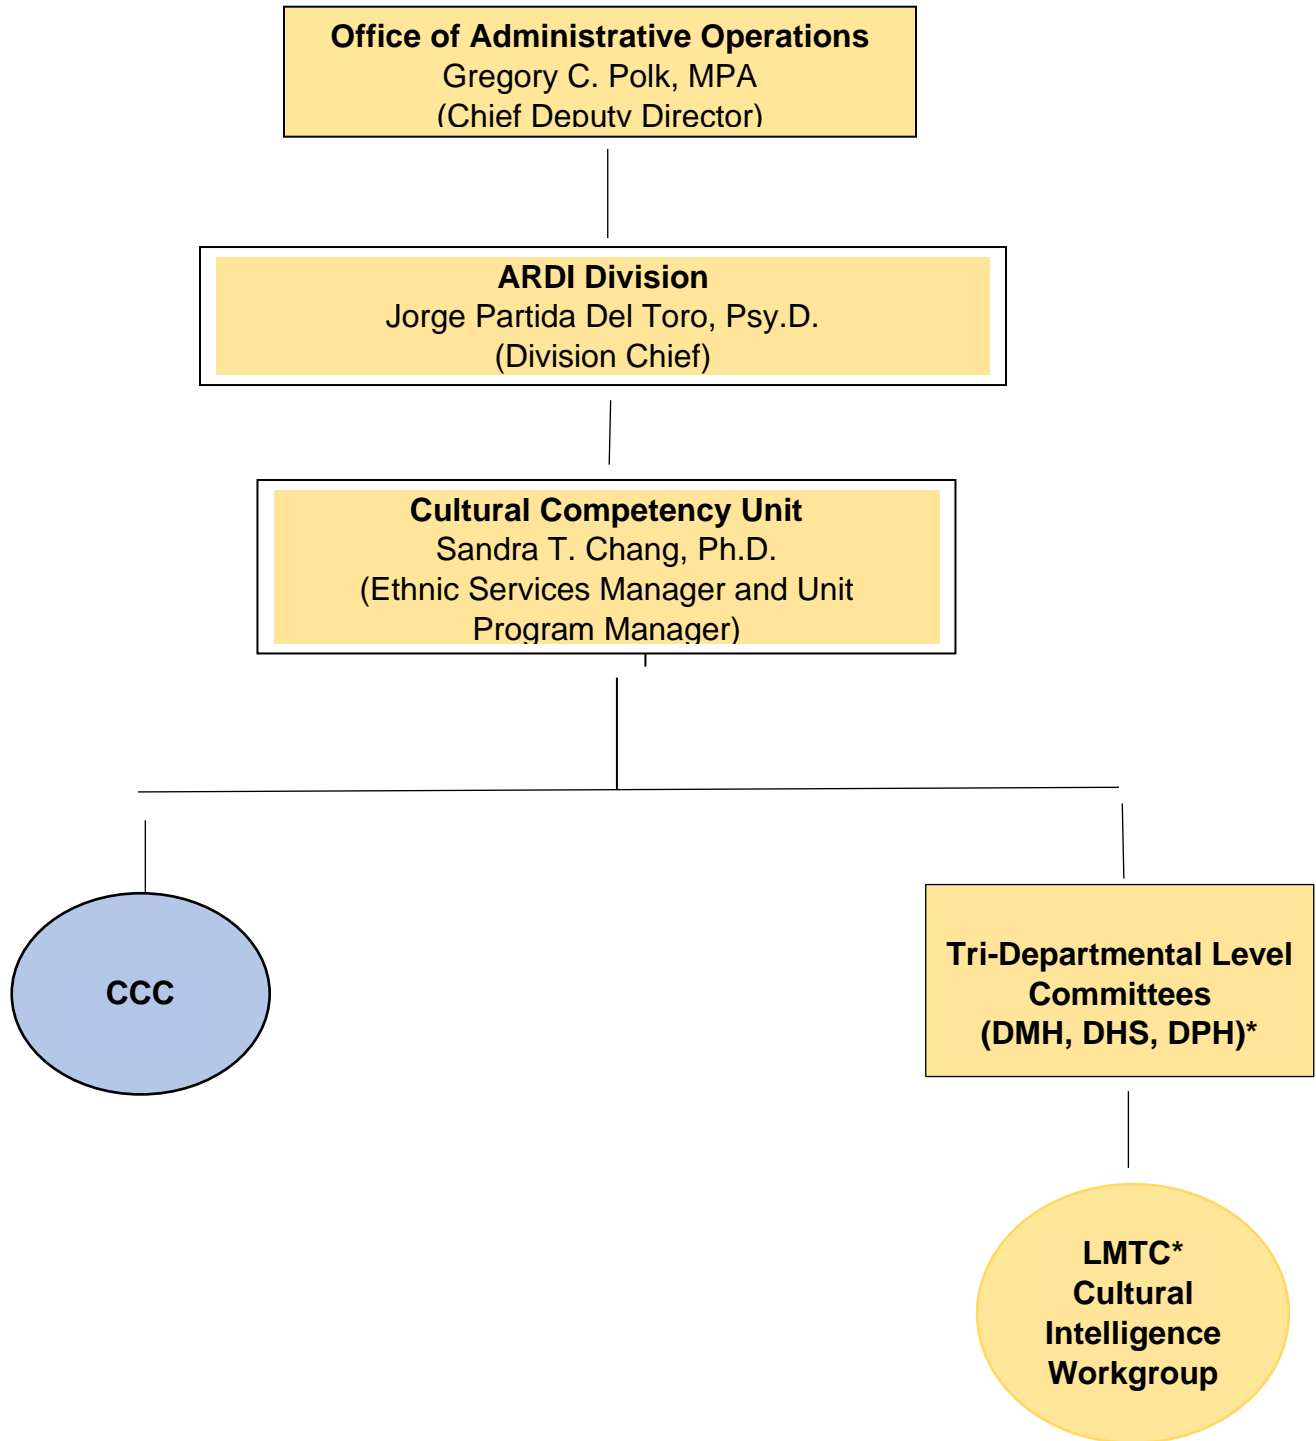 Office of Administrative Operations
Gregory C. Polk, MPA
(Chief Deputy Director)
ARDI Division
Jorge Partida Del Toro, Psy.D.
(Division Chief)
Cultural Competency Unit
Sandra T. Chang, Ph.D.
(Ethnic Services Manager and Unit
Program Manager)
CCC
Tri-Departmental Level
Committees
(DMH, DHS, DPH)*
LMTC*
Cultural
Intelligence
Workgroup